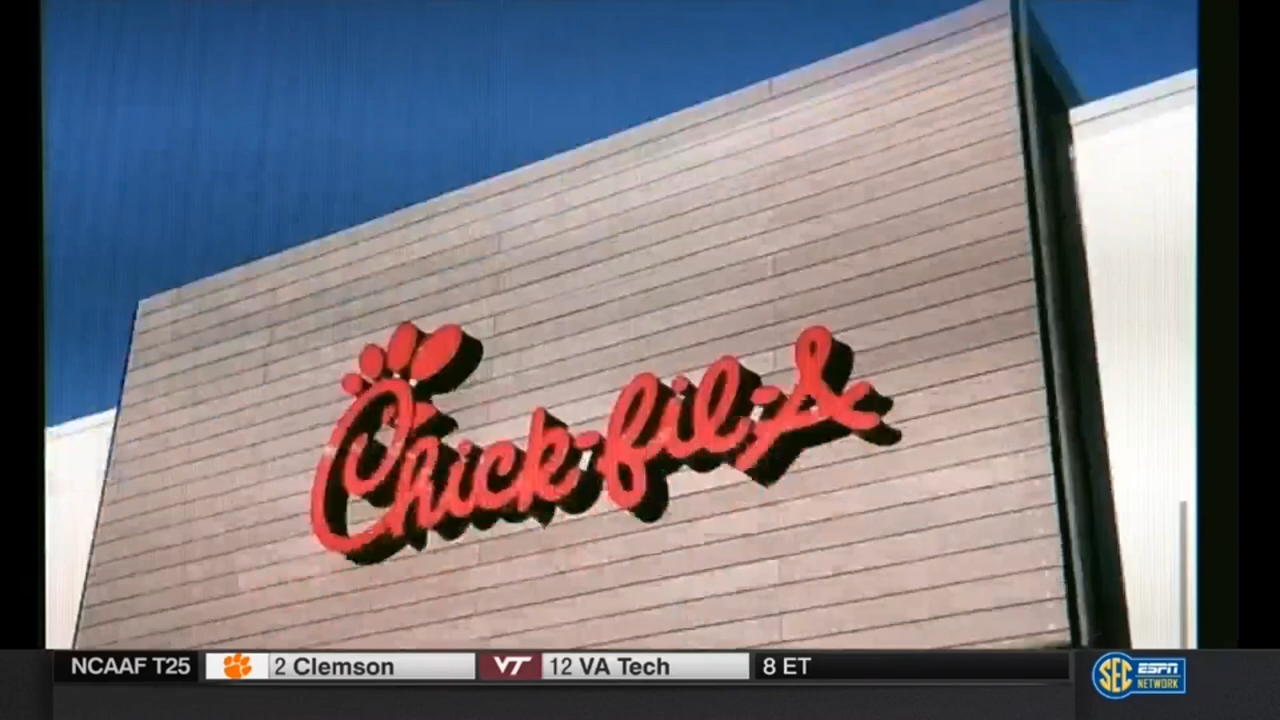 Chick-fil-A
NCAAF T25 2 Clemson VT 12 VA Tech 8 ET
SEC ESPN NETWORK